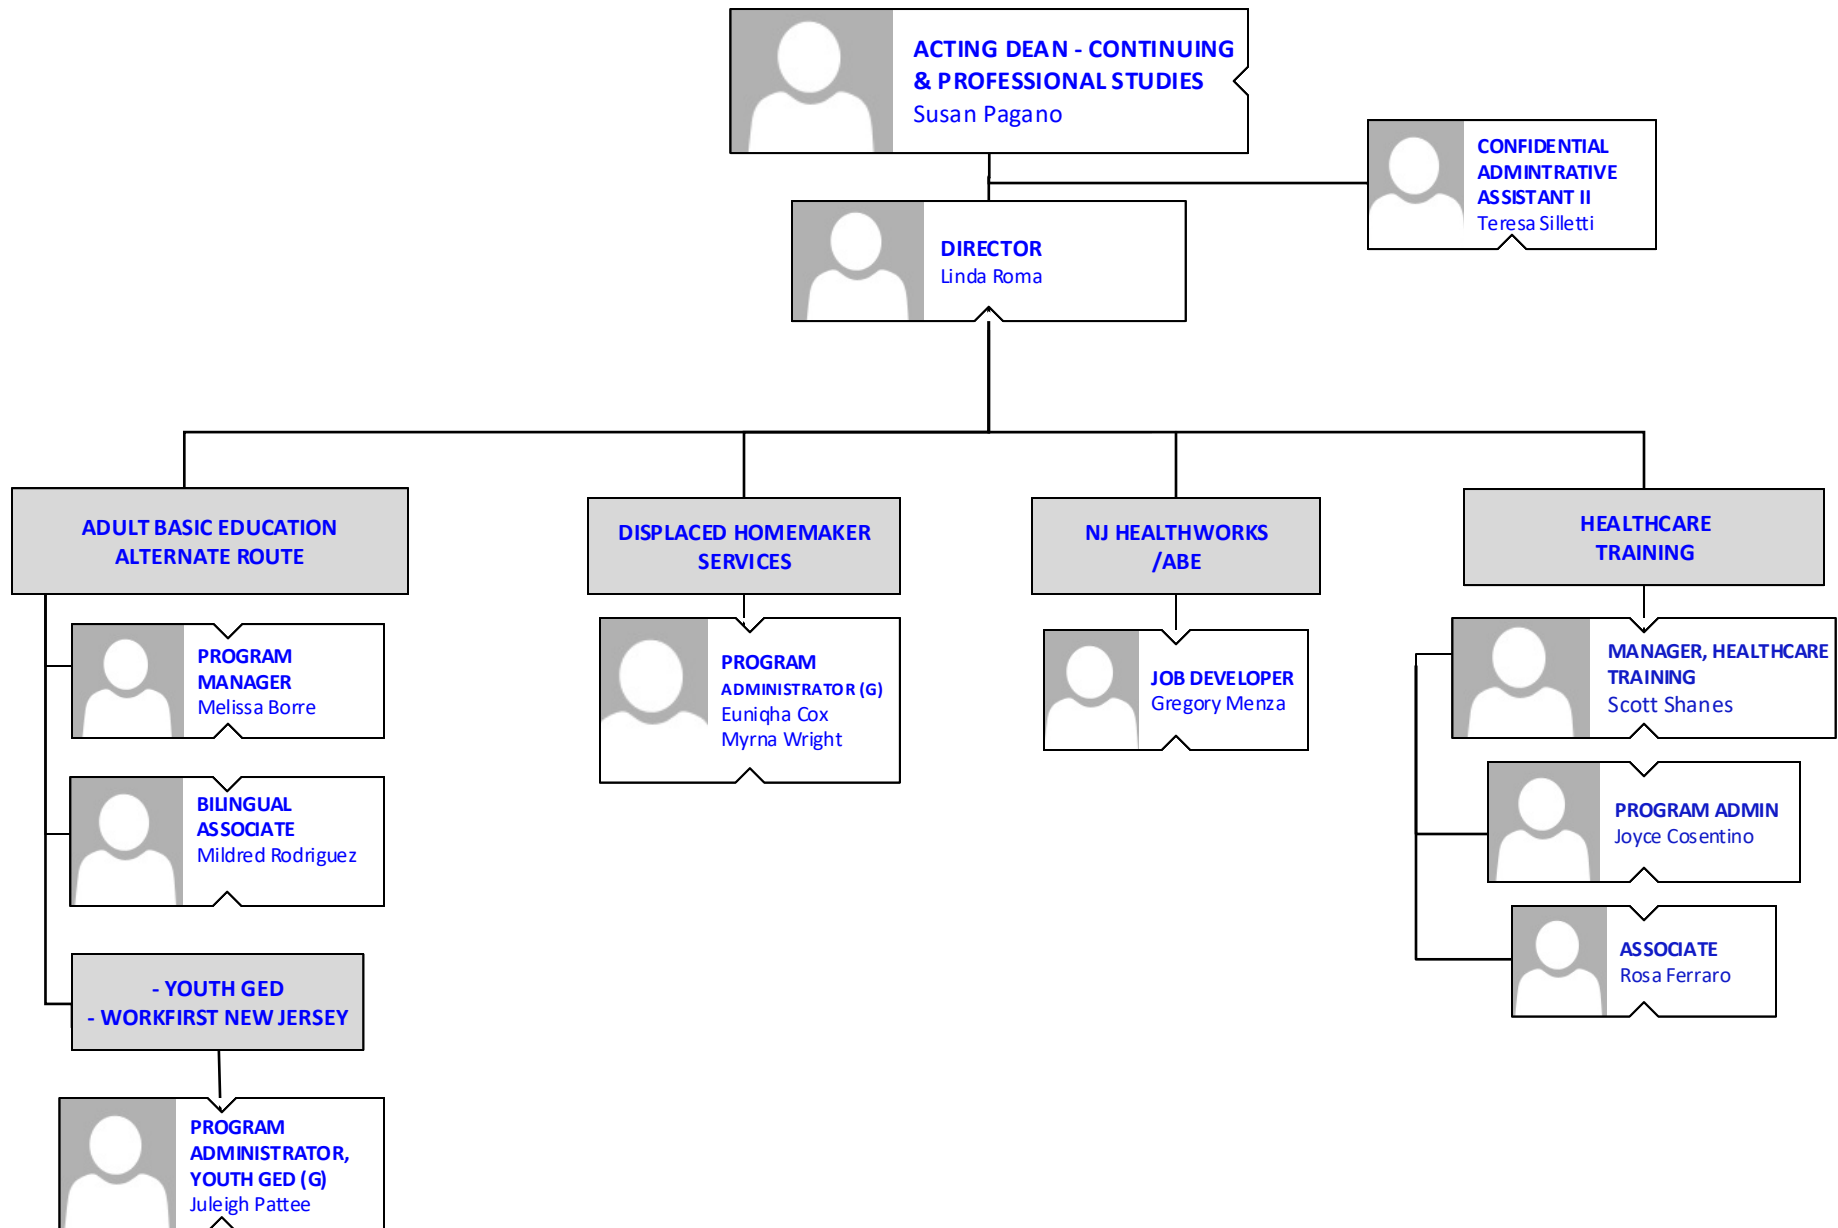 ACTING DEAN - CONTINUING
& PROFESSIONAL STUDIES
Susan Pagano
CONFIDENTIAL
ADMINTRATIVE
ASSISTANT II
Teresa Silletti
DIRECTOR
Linda Roma
ADULT BASIC EDUCATION
ALTERNATE ROUTE
PROGRAM
MANAGER
Melissa Borre
BILINGUAL
ASSOCIATE
Mildred Rodriguez
- YOUTH GED
- WORKFIRST NEW JERSEY
PROGRAM
ADMINISTRATOR,
YOUTH GED (G)
Juleigh Pattee
DISPLACED HOMEMAKER
SERVICES
PROGRAM
ADMINISTRATOR (G)
Euniqha Cox
Myrna Wright
NJ HEALTHWORKS
/ABE
JOB DEVELOPER
Gregory Menza
HEALTHCARE
TRAINING
MANAGER, HEALTHCARE
TRAINING
Scott Shanes
PROGRAM ADMIN
Joyce Cosentino
ASSOCIATE
Rosa Ferraro